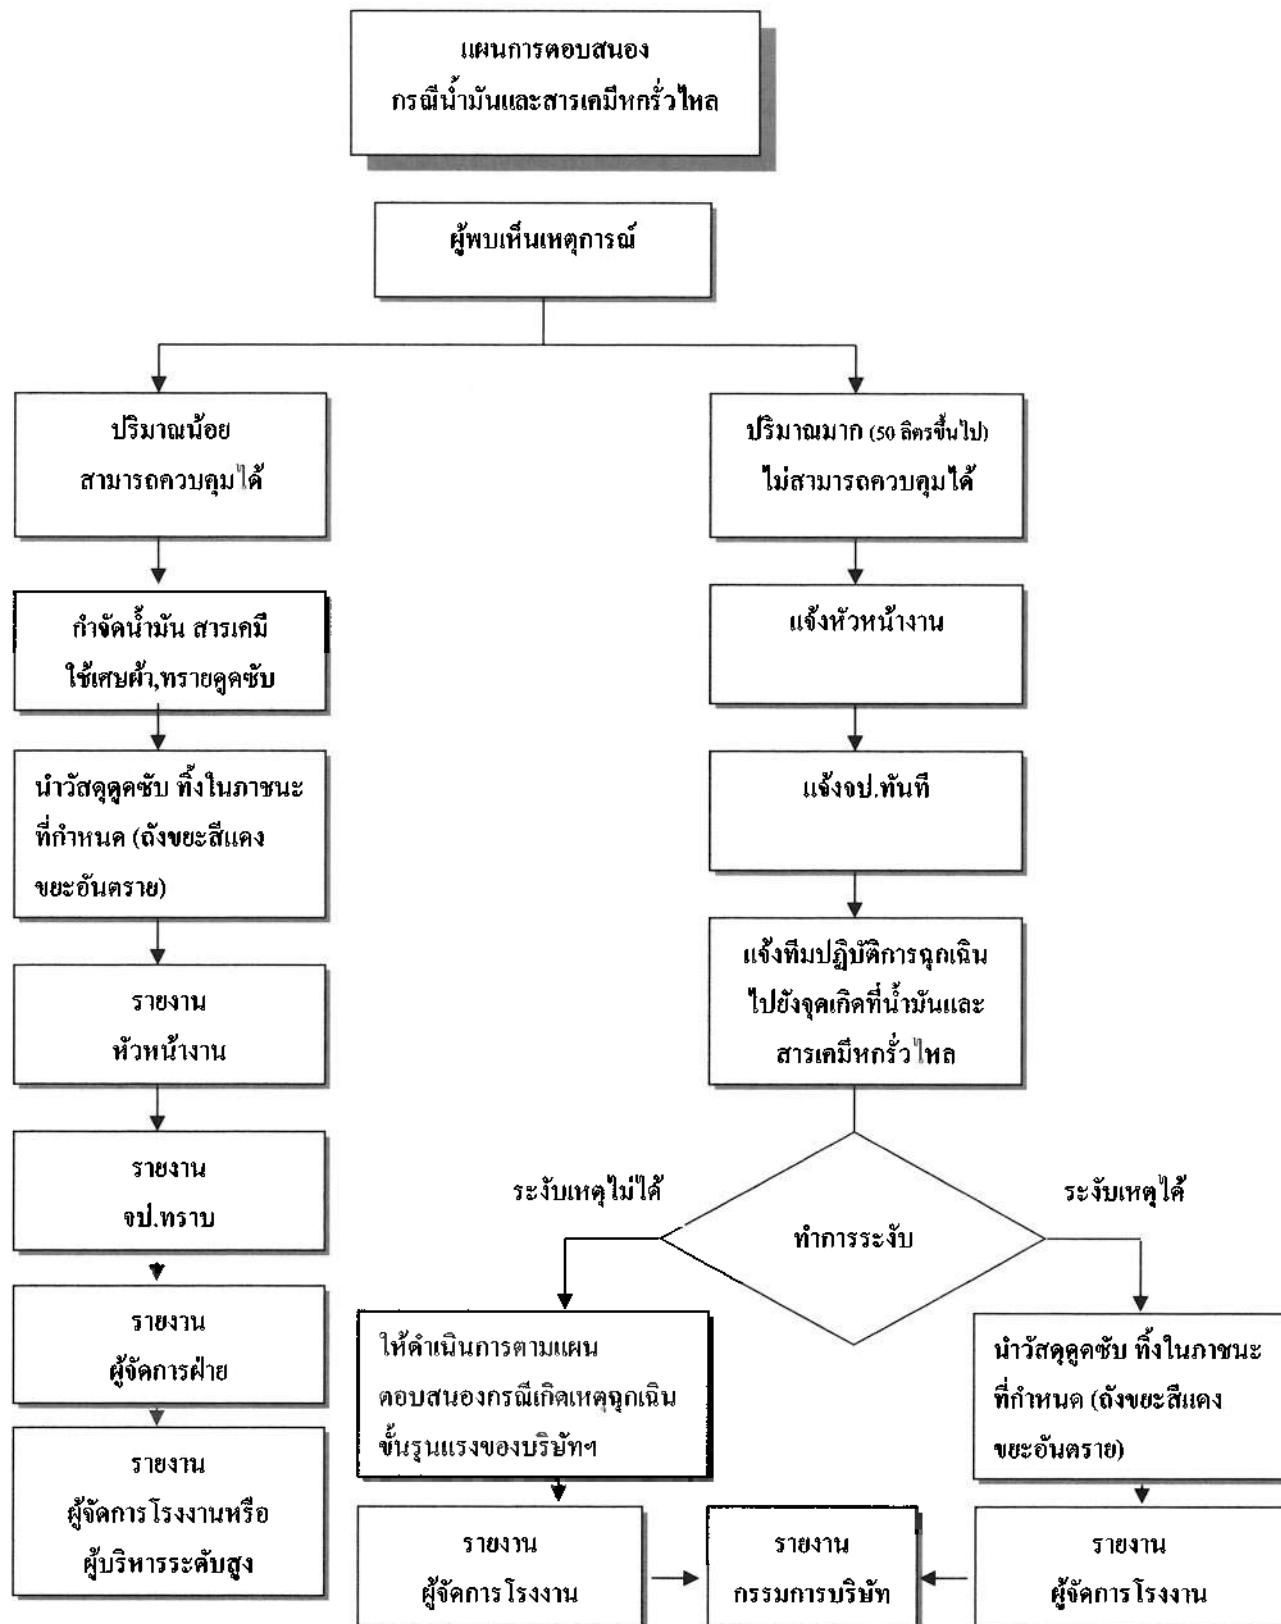 แผนการตอบสนอง
กรณีน้ำมันและสารเคมีหกรั่วไหล
ผู้พบเห็นเหตุการณ์
ปริมาณน้อย
สามารถควบคุมได้
กำจัดน้ำมัน สารเคมี
ใช้เศษผ้า,ทรายดูดซับ
นำวัสดุดูดซับ ทิ้งในภาชนะ
ที่กำหนด (ถังขยะสีแดง
ขยะอันตราย)
รายงาน
หัวหน้างาน
รายงาน
จป.ทราบ
รายงาน
ผู้จัดการฝ่าย
รายงาน
ผู้จัดการโรงงานหรือ
ผู้บริหารระดับสูง
ปริมาณมาก (50 ลิตรขึ้นไป)
ไม่สามารถควบคุมได้
แจ้งหัวหน้างาน
แจ้งจป.ทันที
แจ้งทีมปฏิบัติการฉุกเฉิน
ไปยังจุดเกิดที่น้ำมันและ
สารเคมีหกรั่วไหล
ทำการระงับ
ระงับเหตุไม่ได้
ให้ดำเนินการตามแผน
ตอบสนองกรณีเกิดเหตุฉุกเฉิน
ขั้นรุนแรงของบริษัทฯ
รายงาน
ผู้จัดการโรงงาน
ระงับเหตุได้
นำวัสดุดูดซับ ทิ้งในภาชนะ
ที่กำหนด (ถังขยะสีแดง
ขยะอันตราย)
รายงาน
ผู้จัดการโรงงาน
รายงาน
กรรมการบริษัท